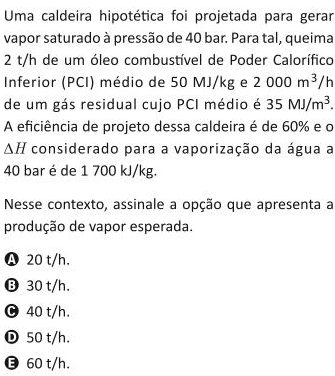 Uma caldeira hipotética foi projetada para gerar
vapor saturado à pressão de 40 bar. Para tal, queima
2 t/h de um óleo combustível de Poder Calorífico
Inferior (PCI) médio de 50 MJ/kg e 2 000 m³/h
de um gás residual cujo PCI médio é 35 MJ/m³.
A eficiência de projeto dessa caldeira é de 60% e o
ΔH considerado para a vaporização da água a
40 bar é de 1 700 kJ/kg.
Nesse contexto, assinale a opção que apresenta a
produção de vapor esperada.
A 20 t/h.
B 30 t/h.
C 40 t/h.
D 50 t/h.
E 60 t/h.